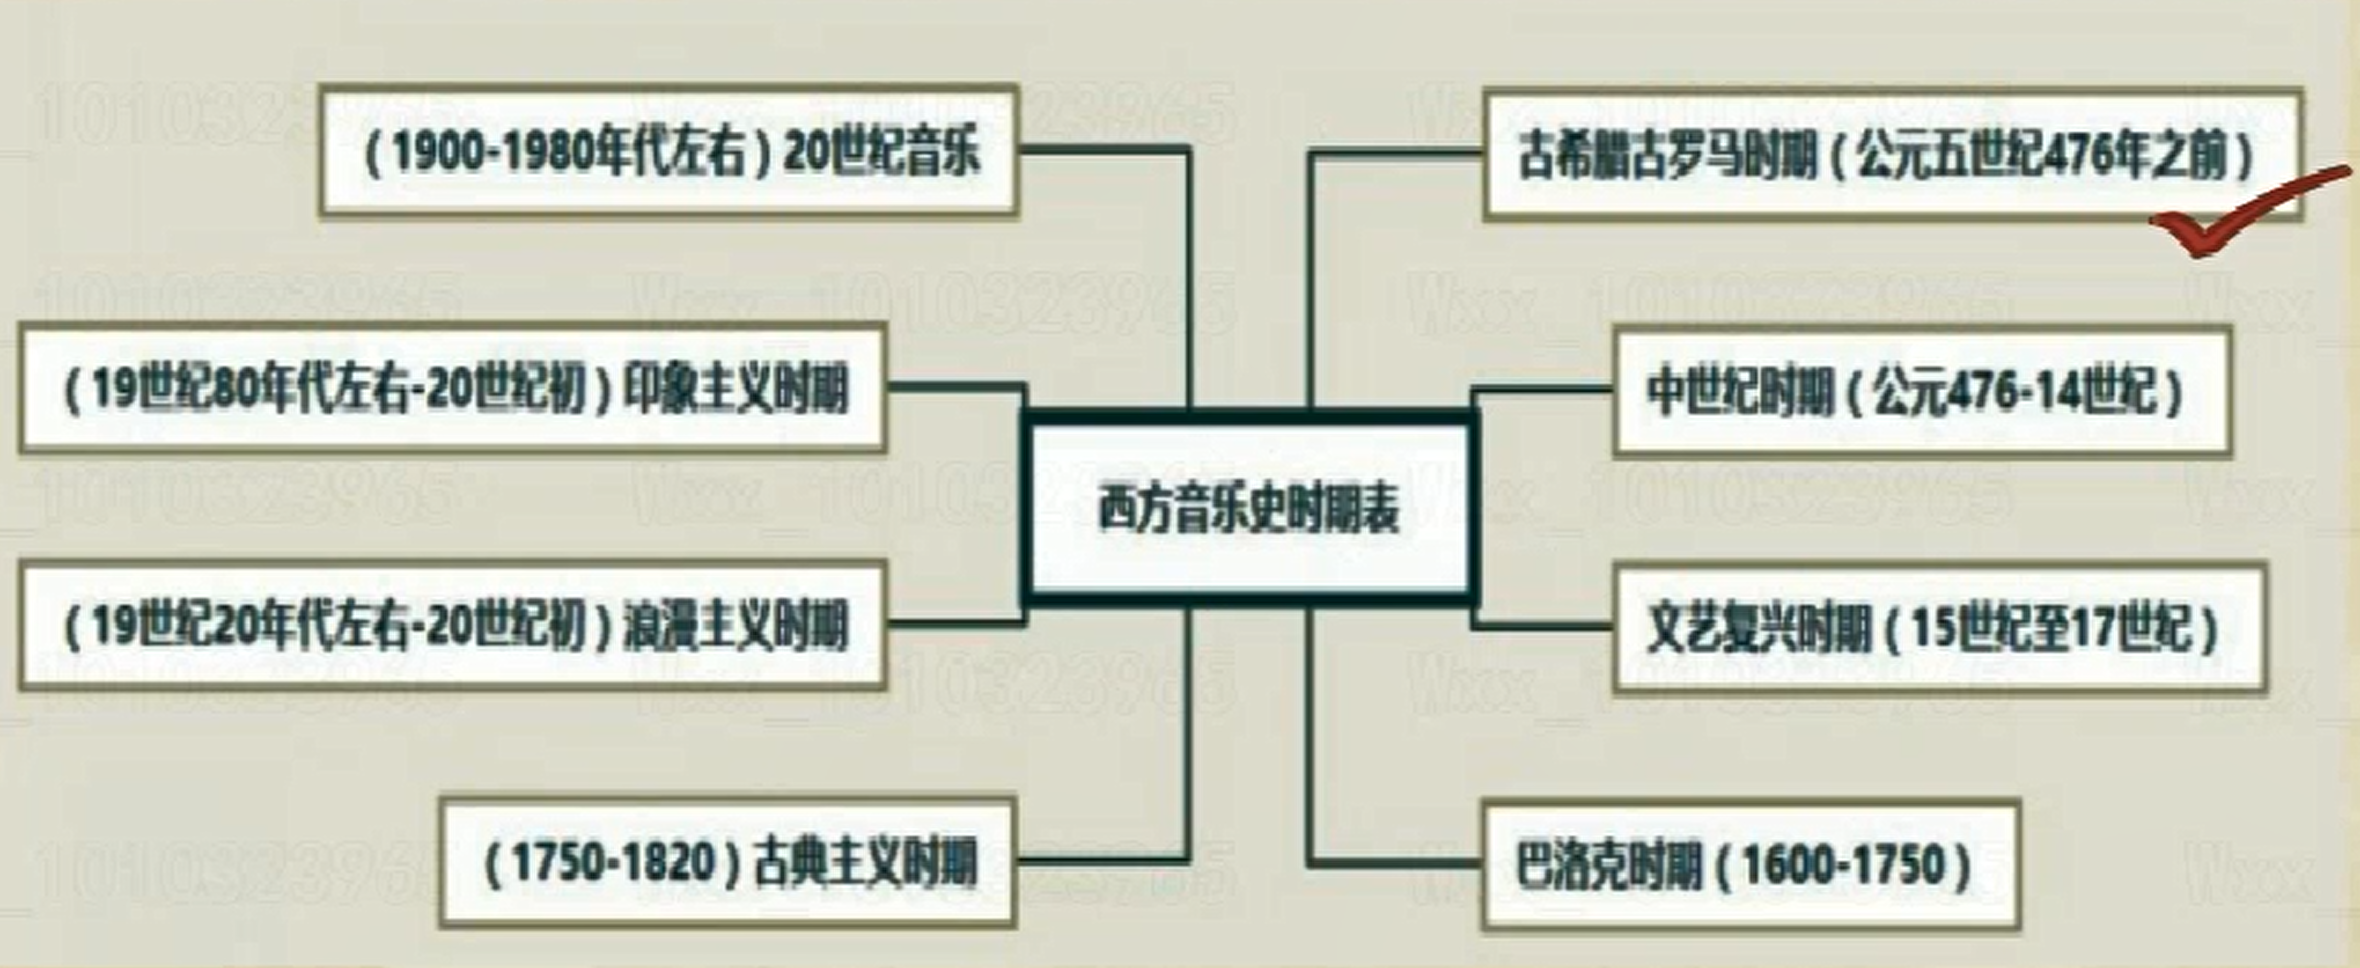 (1900-1980年代左右)20世纪音乐
古希腊古罗马时期(公元五世纪476年之前)
(19世纪80年代左右-20世纪初)印象主义时期
中世纪时期(公元476-14世纪)
西方音乐史时期表
(19世纪20年代左右-20世纪初)浪漫主义时期
文艺复兴时期(15世纪至17世纪)
(1750-1820)古典主义时期
巴洛克时期(1600-1750)
Wxx_1010323965